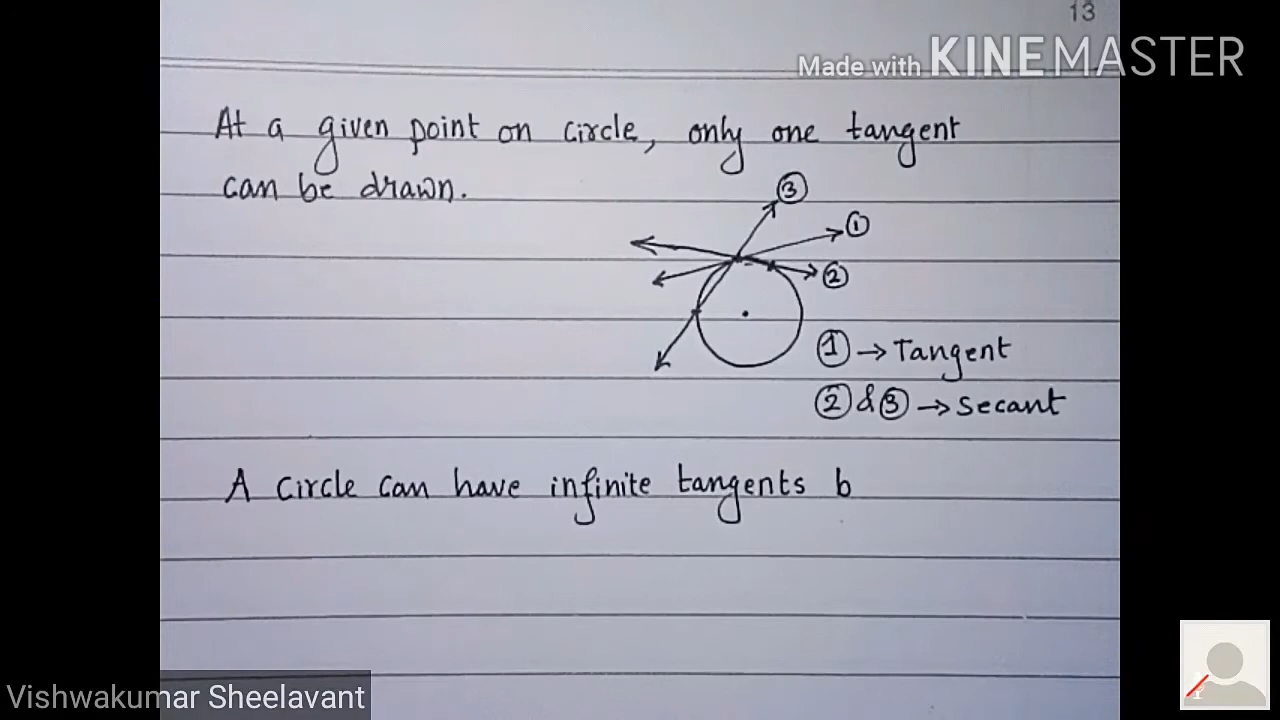 13
Made with KINEMASTER
At a given point on circle, only one tangent
can be drawn.
③
①
②
① → Tangent
② & ③ → Secant
A circle can have infinite tangents b
Vishwakumar Sheelavant